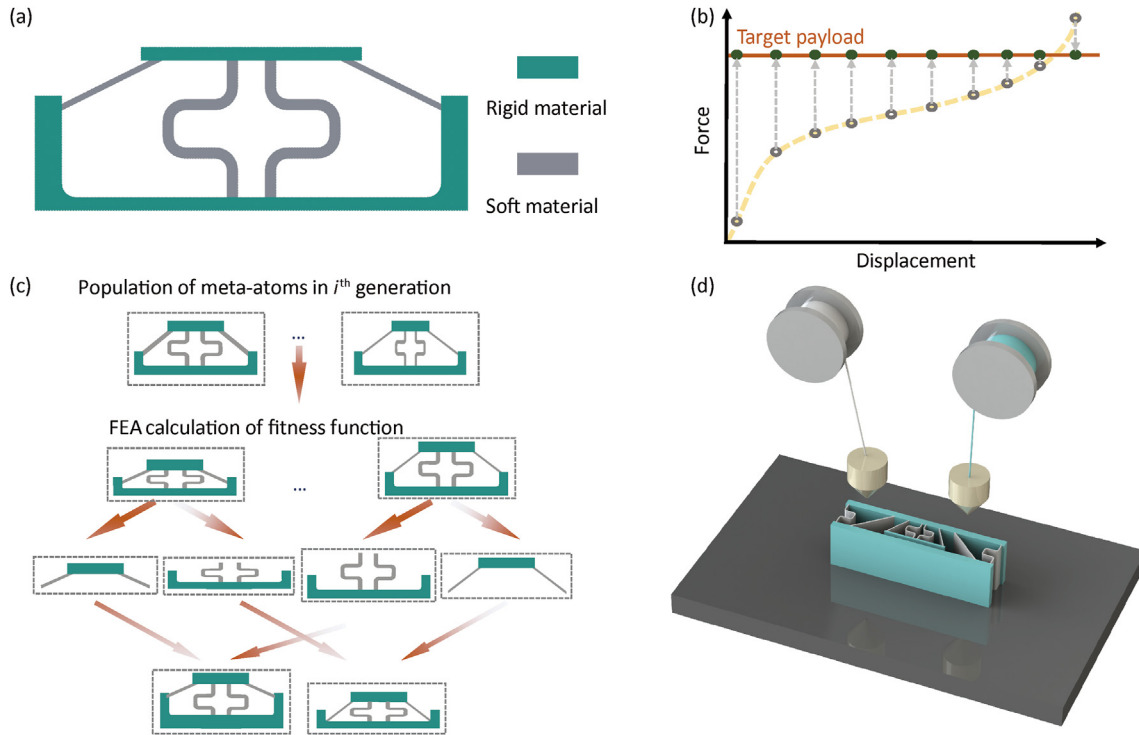 (a)
Rigid material
Soft material
(b)
Target payload
Force
Displacement
(c)
Population of meta-atoms in iᵗʰ generation
...
FEA calculation of fitness function
...
(d)